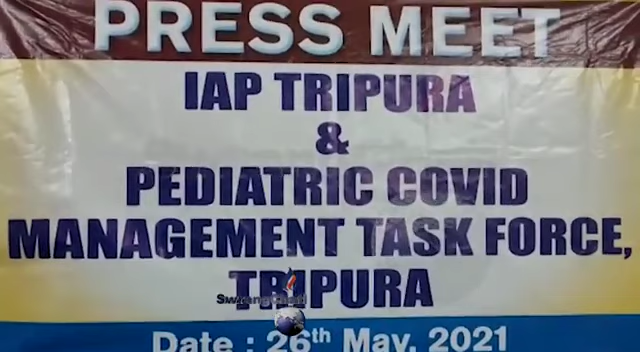 PRESS MEET
IAP TRIPURA
&
PEDIATRIC COVID
MANAGEMENT TASK FORCE,
TRIPURA
Date : 26th May, 2021